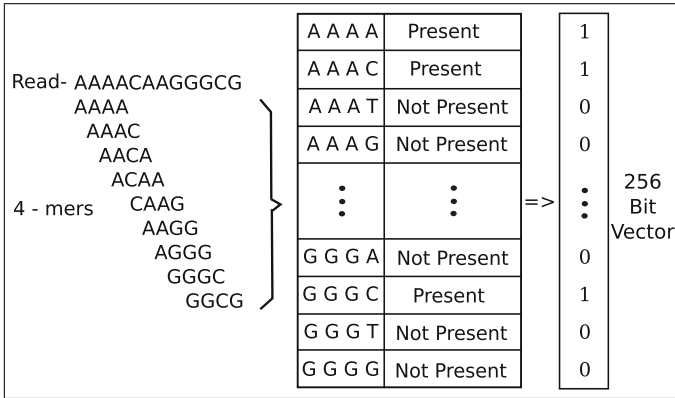 Read- AAAACAAGGGCG
AAAA
AAAC
AACA
ACAA
CAAG
AAGG
AGGG
GGGC
GGCG
4 - mers
A A A A Present
A A A C Present
A A A T Not Present
A A A G Not Present
G G G A Not Present
G G G C Present
G G G T Not Present
G G G G Not Present
=>
1
1
0
0
0
1
0
0
256
Bit
Vector